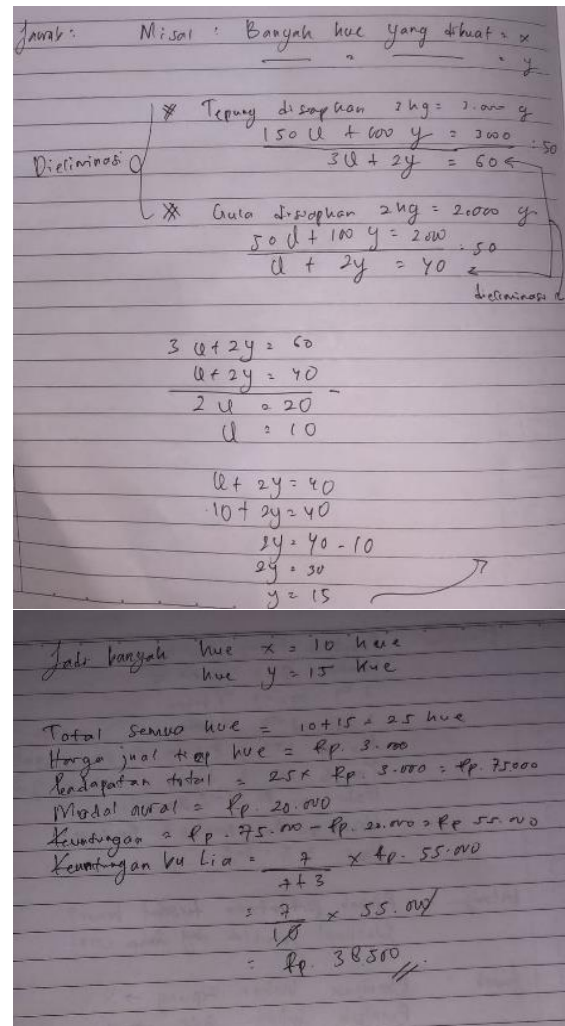 Jawab: Misal : Banyak kue yang dibuat = x
— " — " y
* Tepung disiapkan 3 kg = 3.000 g
150 x + 100 y = 3000 : 50
3x + 2y = 60
Dieliminasi
* Gula disiapkan 2 kg = 2.000 g
50 x + 100 y = 2000 : 50
x + 2y = 40
dieliminasi
3 x + 2y = 60
x + 2y = 40
2 x = 20 -
x = 10
x + 2y = 40
10 + 2y = 40
2y = 40 - 10
2y = 30
y = 15
Jadi banyak kue x = 10 kue
kue y = 15 kue
Total semua kue = 10 + 15 = 25 kue
Harga jual tiap kue = Rp. 3.000
Pendapatan total = 25 x Rp. 3.000 = Rp. 75000
Modal awal = Rp. 20.000
Keuntungan = Rp. 75.000 - Rp. 20.000 = Rp 55.000
Keuntungan bu Lia = 7 x Rp. 55.000
7+3
= 7 x 55.000
10
= Rp. 38500 //